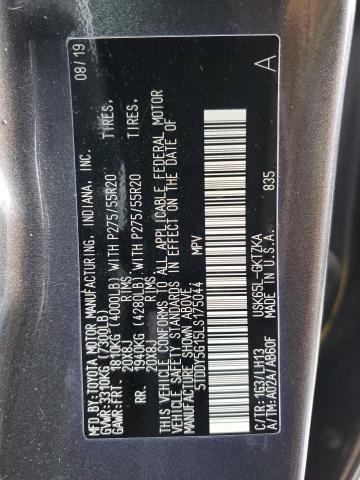 MFD.BY:TOYOTA MOTOR MANUFACTURING, INDIANA, INC. 08/19
GVWR:3310KG (7300LB)
GAWR:FRT. 1810KG (4000LB) WITH P275/55R20 TIRES,
20X8J RIMS
RR. 1940KG (4280LB) WITH P275/55R20 TIRES,
20X8J RIMS
THIS VEHICLE CONFORMS TO ALL APPLICABLE FEDERAL MOTOR
VEHICLE SAFETY STANDARDS IN EFFECT ON THE DATE OF
MANUFACTURE SHOWN ABOVE.
5TDDY5G15LS175044 MPV
A
C/TR:1G3/LH13 USK65L-GKTZKA 835
A/TM:A02A/AB60F MADE IN U.S.A.